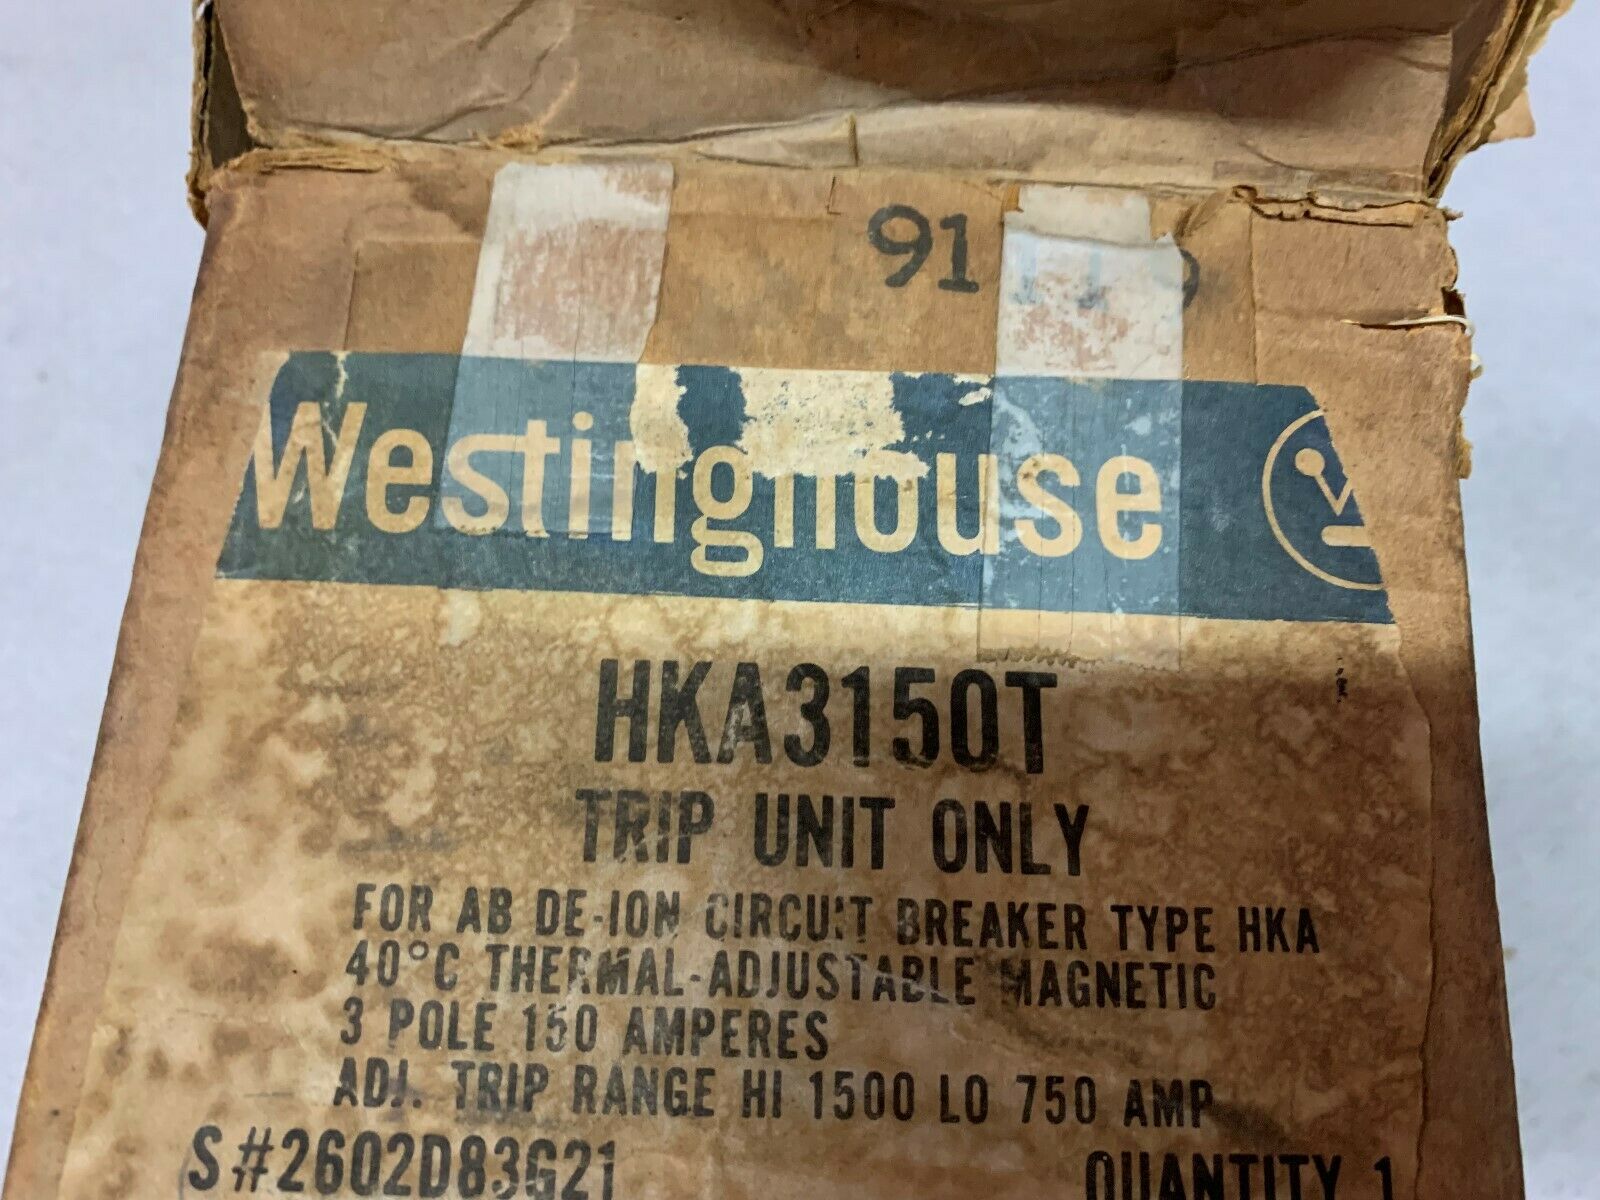 91
Westinghouse
HKA3150T
TRIP UNIT ONLY
FOR AB DE-ION CIRCUIT BREAKER TYPE HKA
40°C THERMAL-ADJUSTABLE MAGNETIC
3 POLE 150 AMPERES
ADJ. TRIP RANGE HI 1500 LO 750 AMP
S#2602D83G21
QUANTITY 1